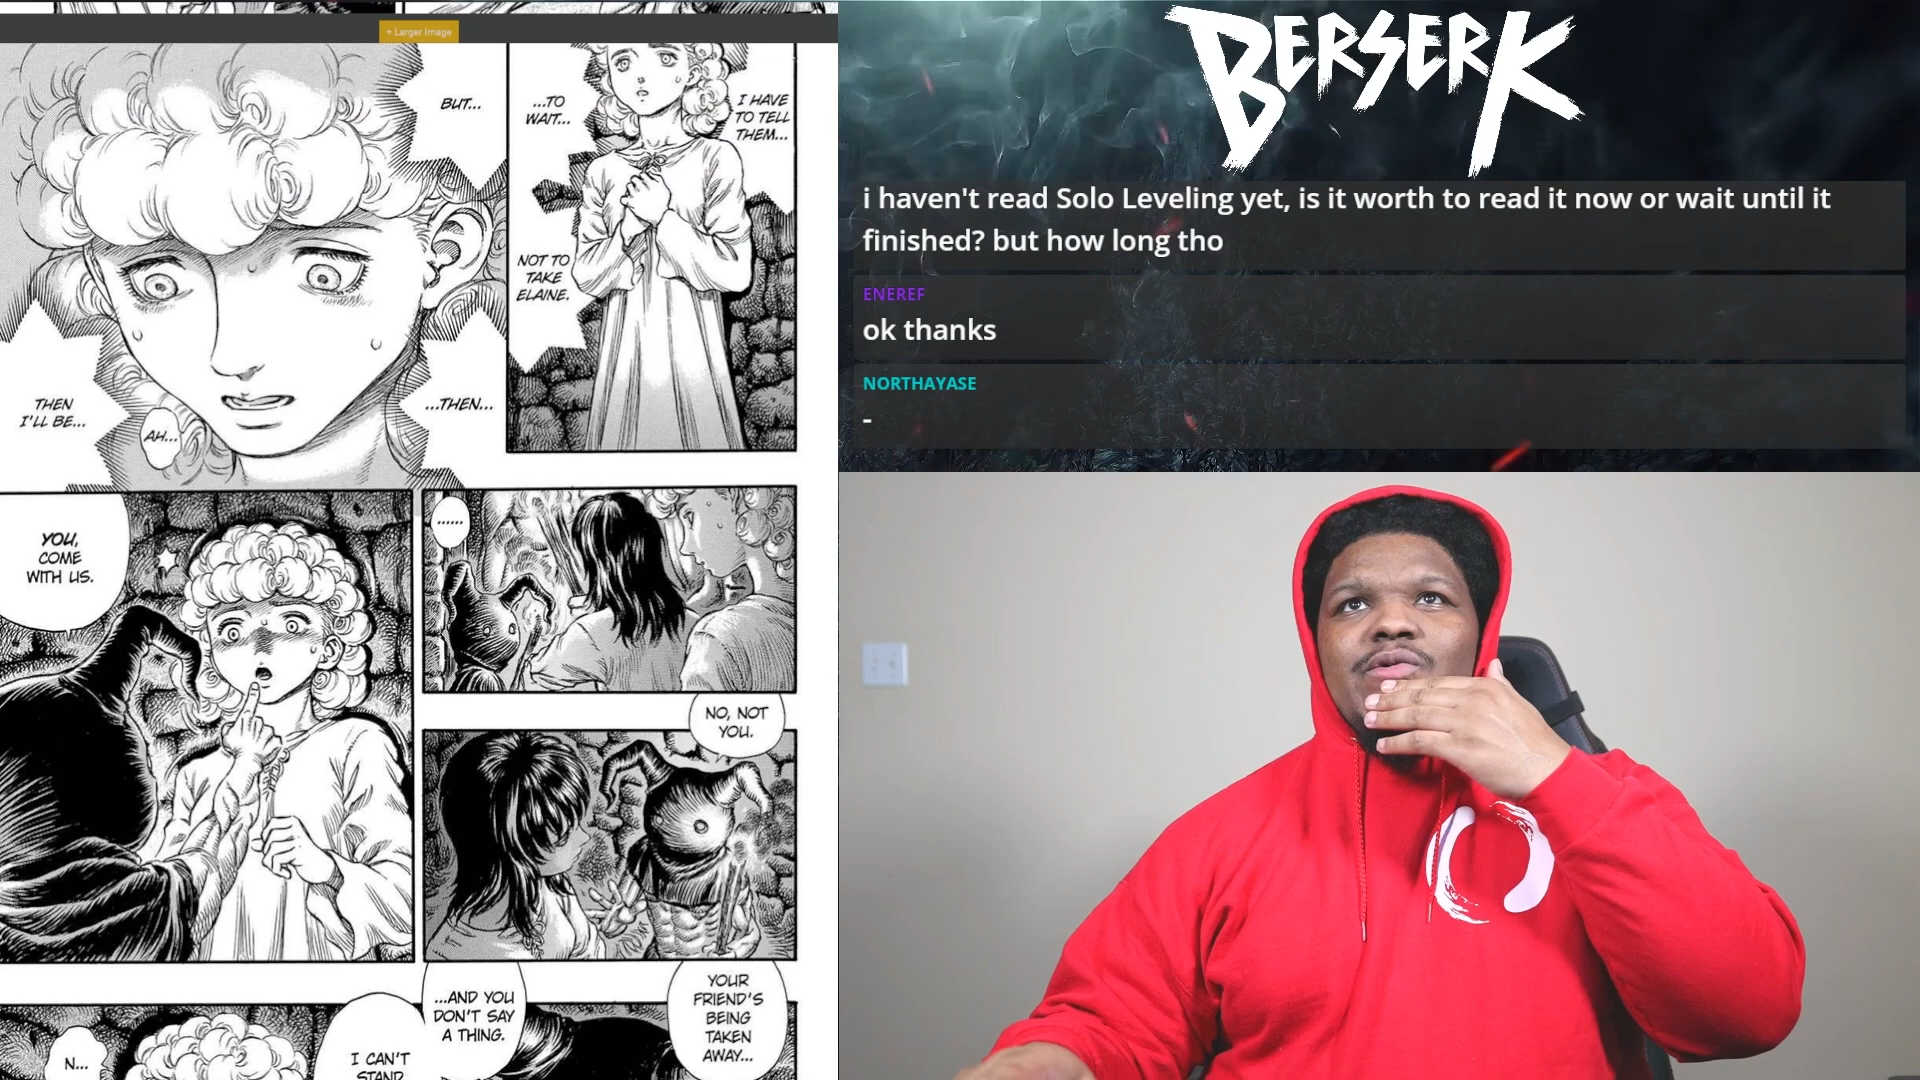 + Larger Image
I HAVE
TO TELL
THEM...
...TO
WAIT...
NOT TO
TAKE
ELAINE.
BUT...
...THEN...
AH...
THEN
I'LL BE...
......
NO, NOT
YOU.
YOU,
COME
WITH US.
YOUR
FRIEND'S
BEING
TAKEN
AWAY...
...AND YOU
DON'T SAY
A THING.
I CAN'T
STAND
N...
BERSERK
i haven't read Solo Leveling yet, is it worth to read it now or wait until it
finished? but how long tho
ENEREF
ok thanks
NORTHAYASE
-